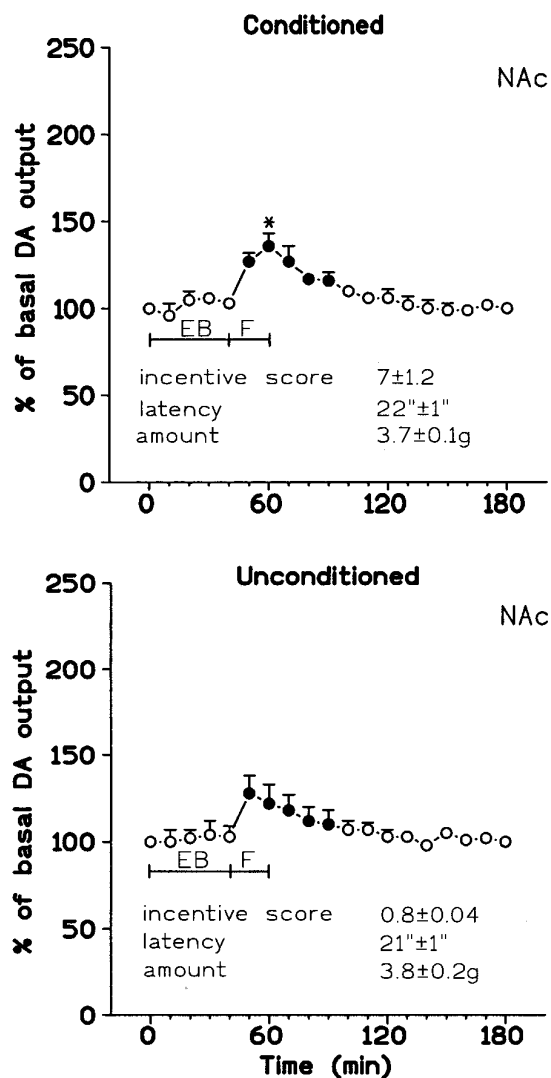 Conditioned
NAc
% of basal DA output
250
200
150
100
50
0
*
EB F
incentive score 7±1.2
latency 22"±1"
amount 3.7±0.1g
0 60 120 180
Unconditioned
NAc
% of basal DA output
250
200
150
100
50
0
EB F
incentive score 0.8±0.04
latency 21"±1"
amount 3.8±0.2g
0 60 120 180
Time (min)